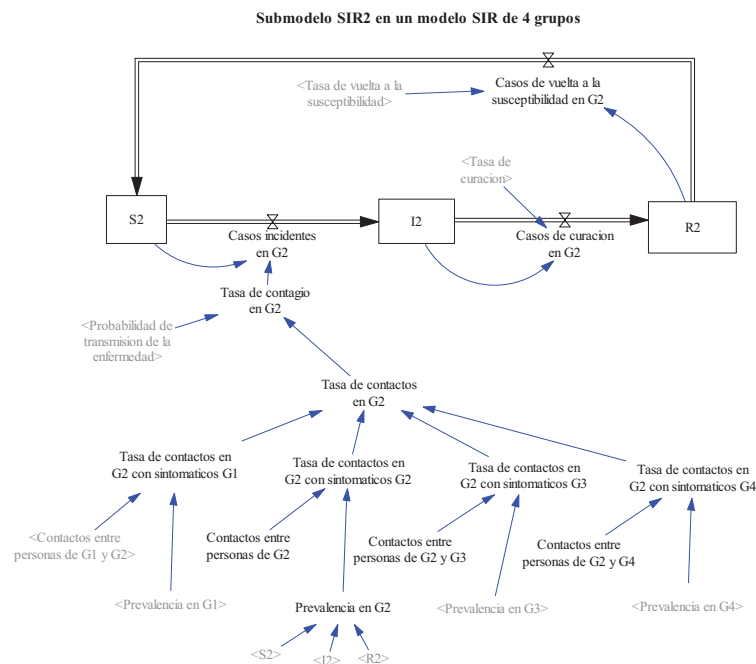 Submodelo SIR2 en un modelo SIR de 4 grupos
<Tasa de vuelta a la
susceptibilidad>
Casos de vuelta a la
susceptibilidad en G2
<Tasa de
curacion>
S2
I2
R2
Casos incidentes
en G2
Casos de curacion
en G2
Tasa de contagio
en G2
<Probabilidad de
transmision de la
enfermedad>
Tasa de contactos
en G2
Tasa de contactos en
G2 con sintomaticos G1
Tasa de contactos en
G2 con sintomaticos G2
Tasa de contactos en
G2 con sintomaticos G3
Tasa de contactos en
G2 con sintomaticos G4
<Contactos entre
personas de G1 y G2>
Contactos entre
personas de G2
Contactos entre
personas de G2 y G3
Contactos entre
personas de G2 y G4
<Prevalencia en G1>
Prevalencia en G2
<Prevalencia en G3>
<Prevalencia en G4>
<S2>
<I2>
<R2>